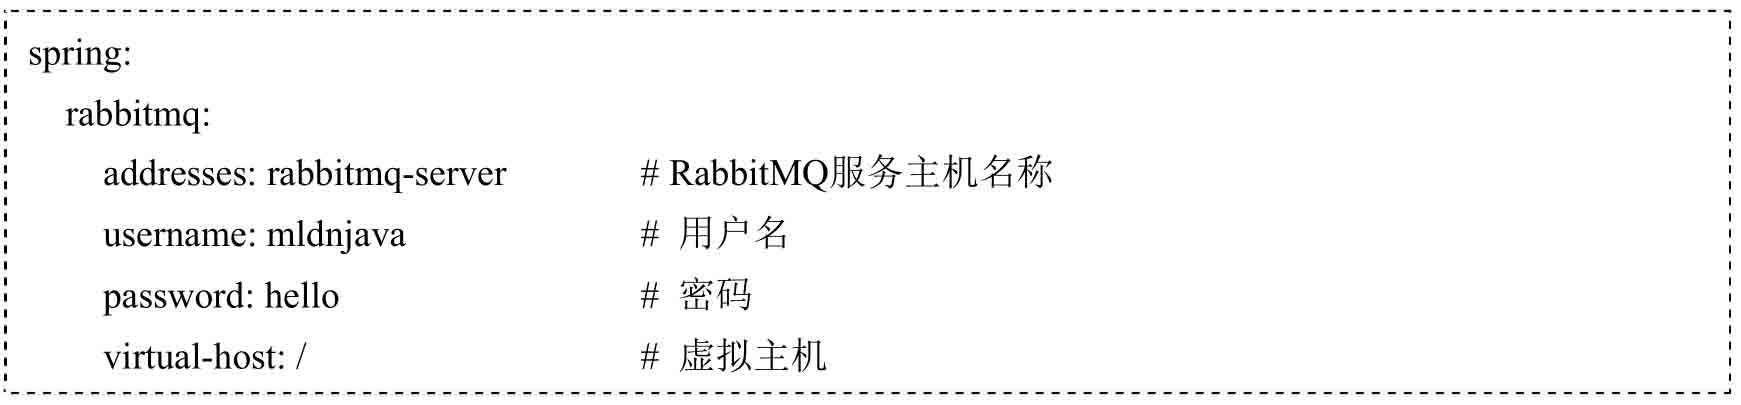 spring:
rabbitmq:
addresses: rabbitmq-server # RabbitMQ服务主机名称
username: mldnjava # 用户名
password: hello # 密码
virtual-host: / # 虚拟主机